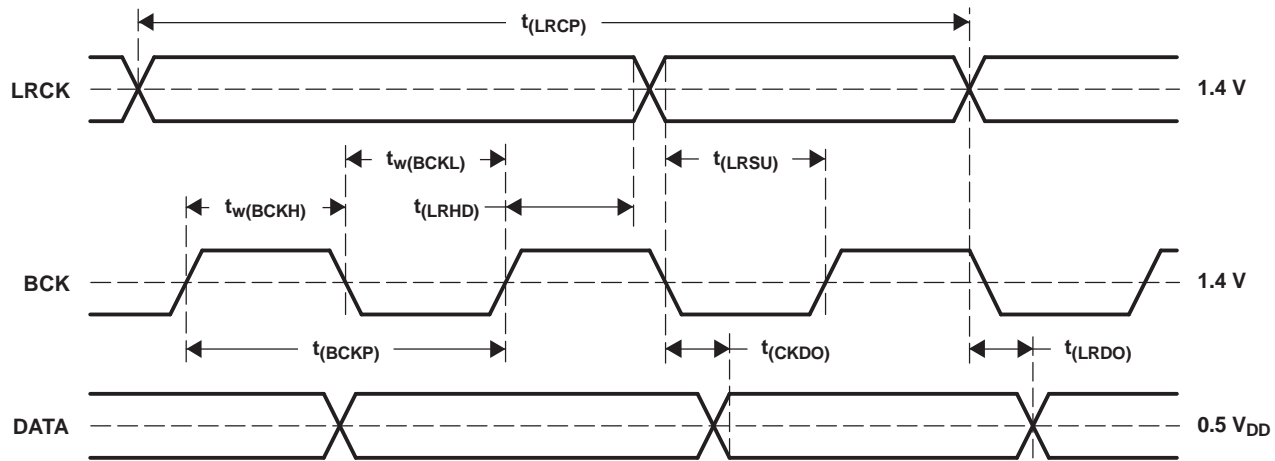 t(LRCP)
LRCK
1.4 V
tw(BCKL)
t(LRSU)
tw(BCKH)
t(LRHD)
BCK
1.4 V
t(BCKP)
t(CKDO)
t(LRDO)
DATA
0.5 VDD